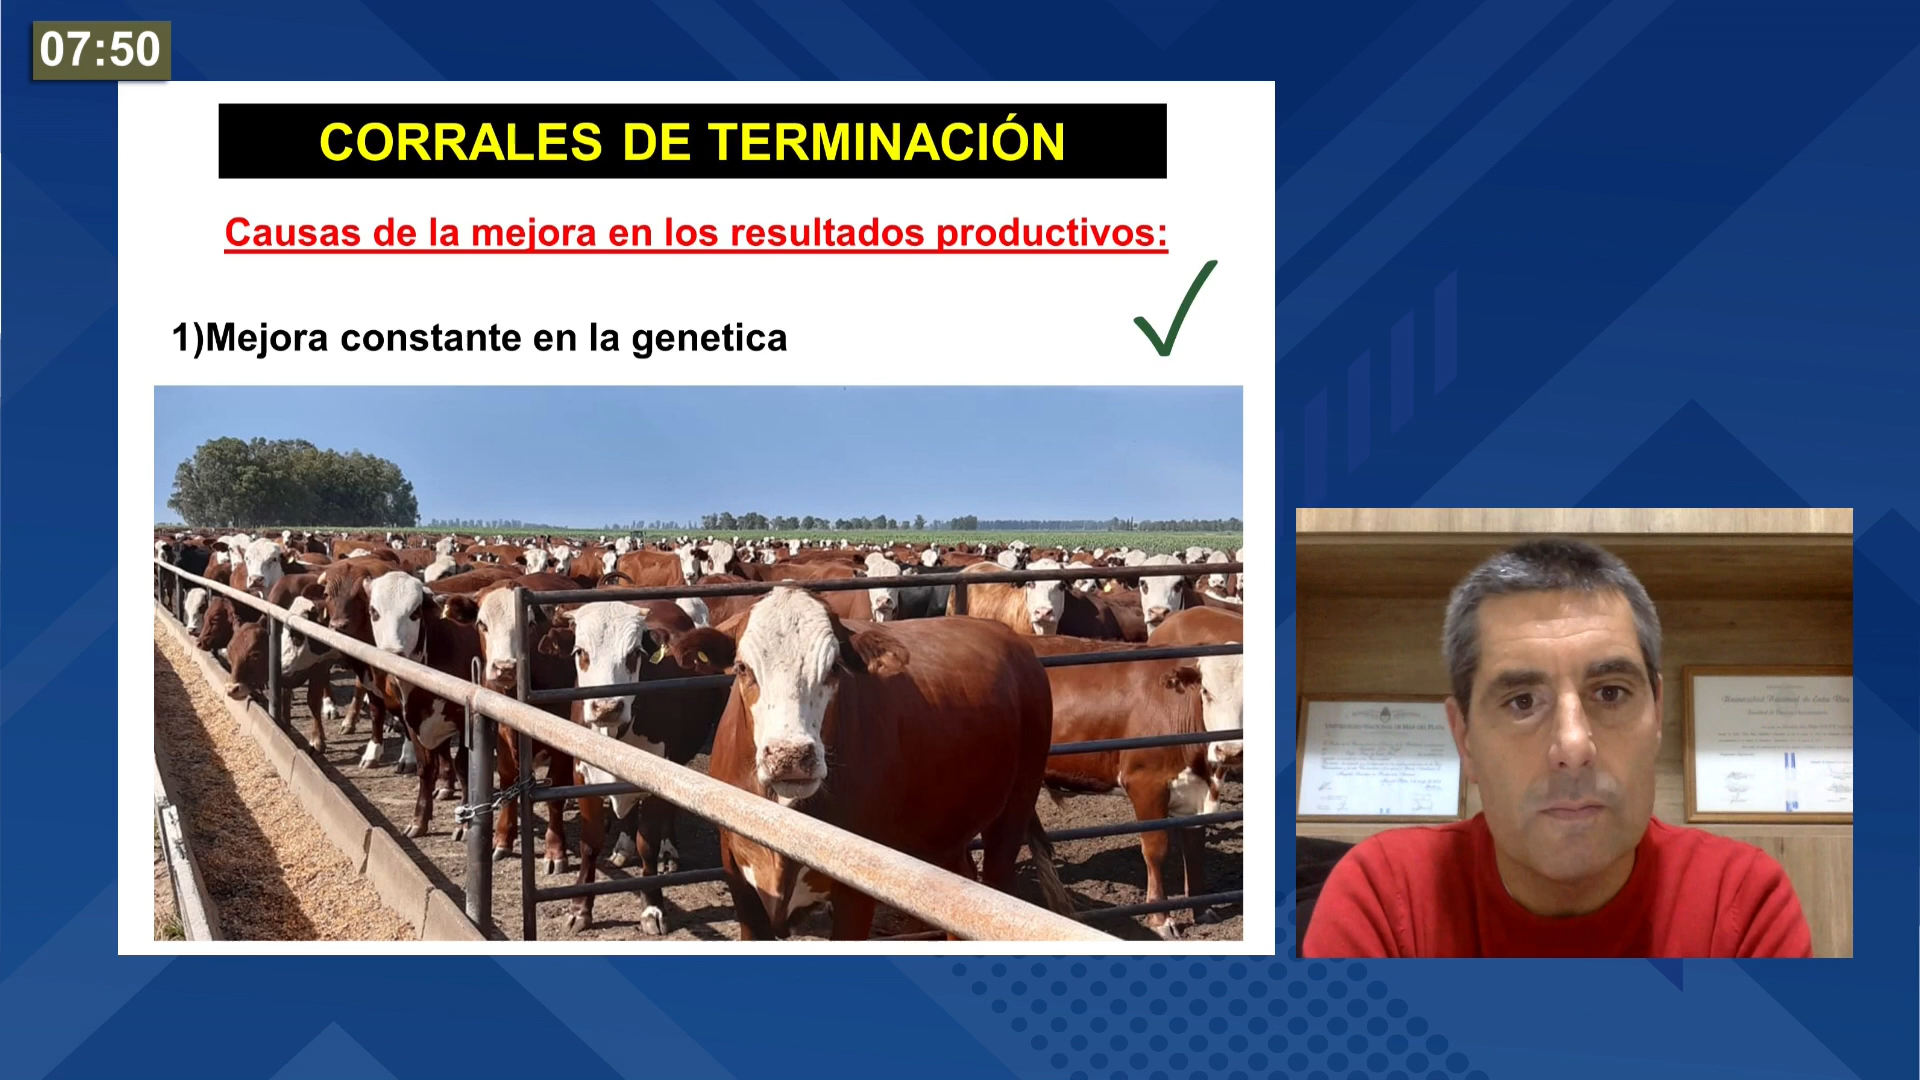 07:50
CORRALES DE TERMINACIÓN
Causas de la mejora en los resultados productivos:
1)Mejora constante en la genetica